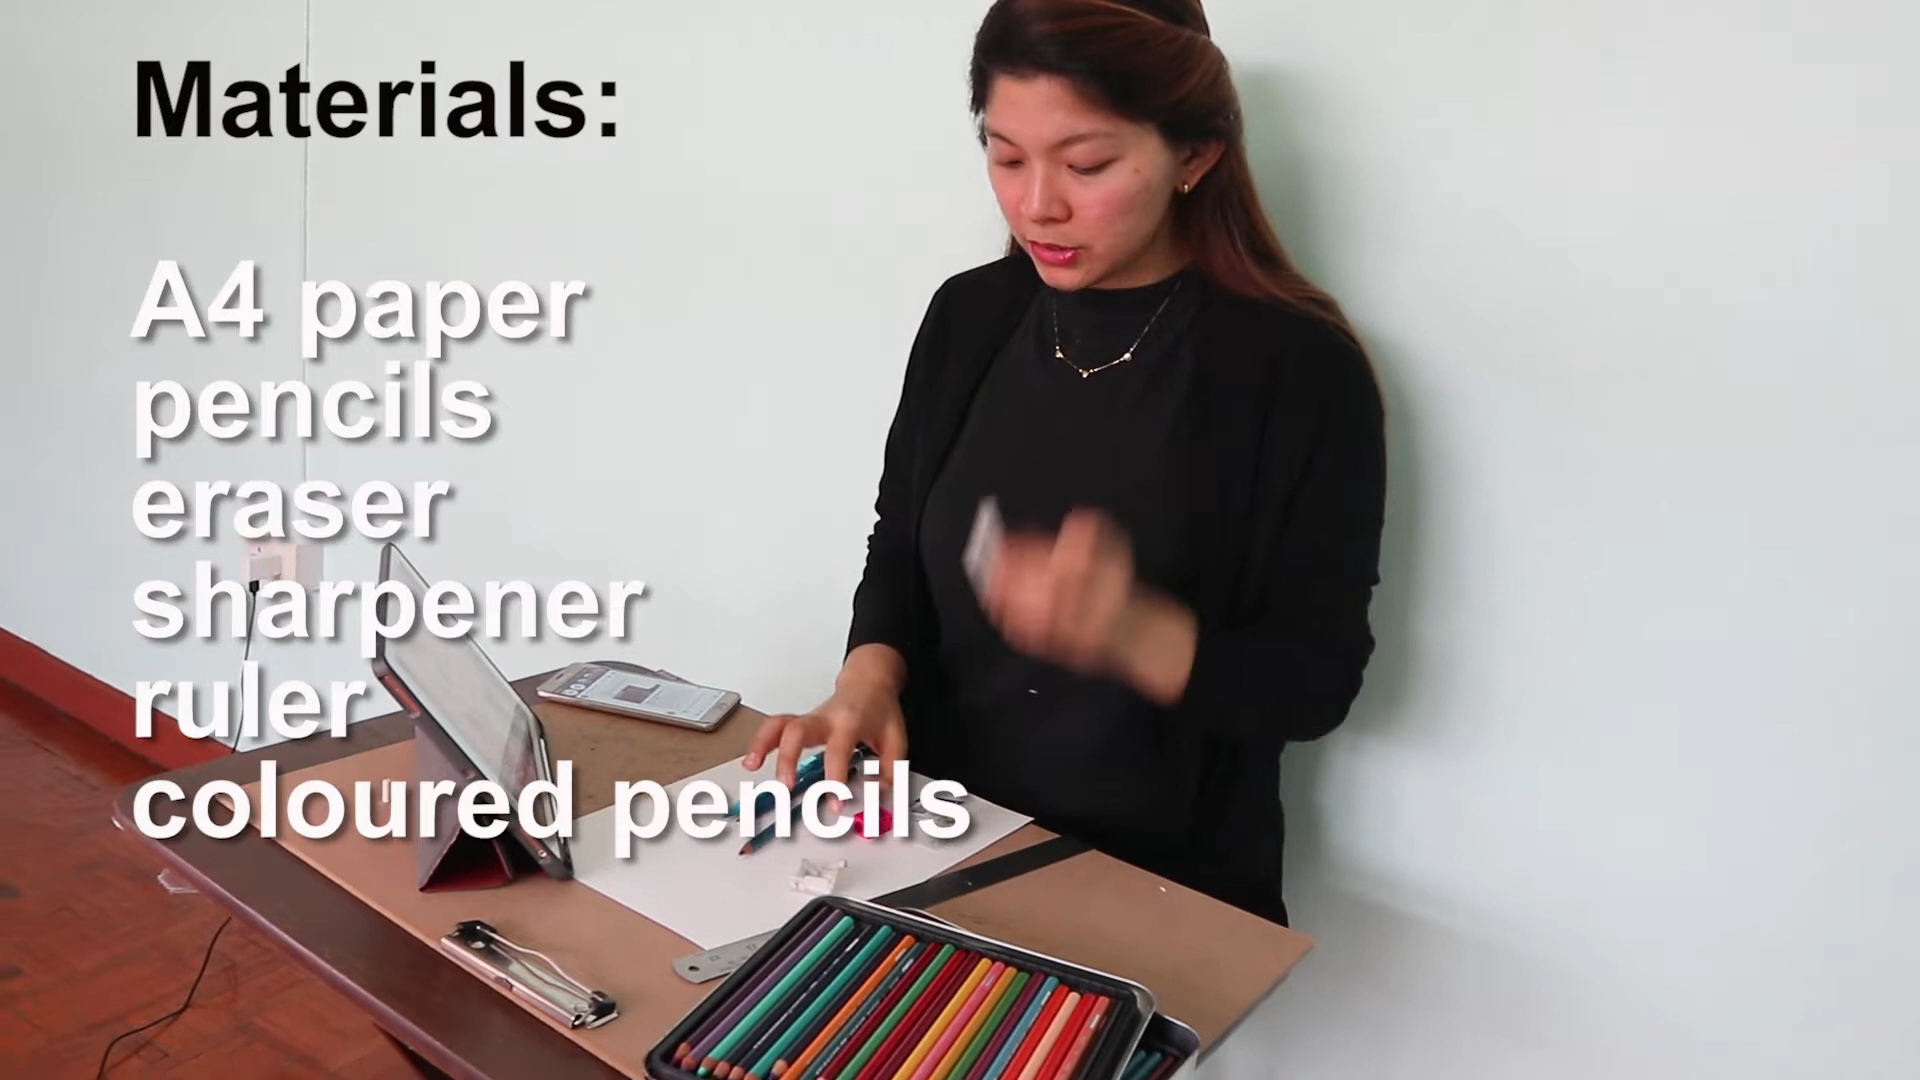 Materials:
A4 paper
pencils
eraser
sharpener
ruler
coloured pencils